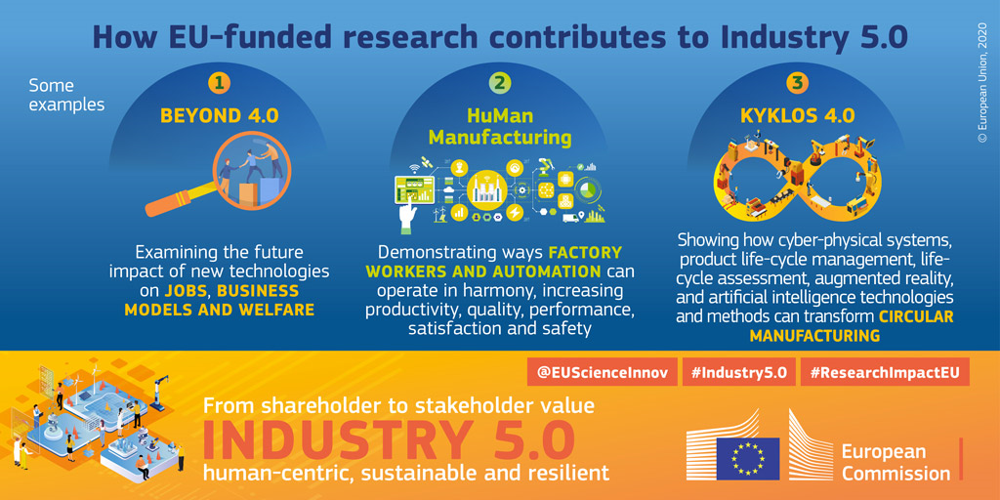 How EU-funded research contributes to Industry 5.0
© European Union, 2020
Some
examples
1
BEYOND 4.0
Examining the future
impact of new technologies
on JOBS, BUSINESS
MODELS AND WELFARE
2
HuMan
Manufacturing
Demonstrating ways FACTORY
WORKERS AND AUTOMATION can
operate in harmony, increasing
productivity, quality, performance,
satisfaction and safety
3
KYKLOS 4.0
Showing how cyber-physical systems,
product life-cycle management, life-
cycle assessment, augmented reality,
and artificial intelligence technologies
and methods can transform CIRCULAR
MANUFACTURING
@EUScienceInnov
#Industry5.0
#ResearchImpactEU
From shareholder to stakeholder value
INDUSTRY 5.0
human-centric, sustainable and resilient
European
Commission